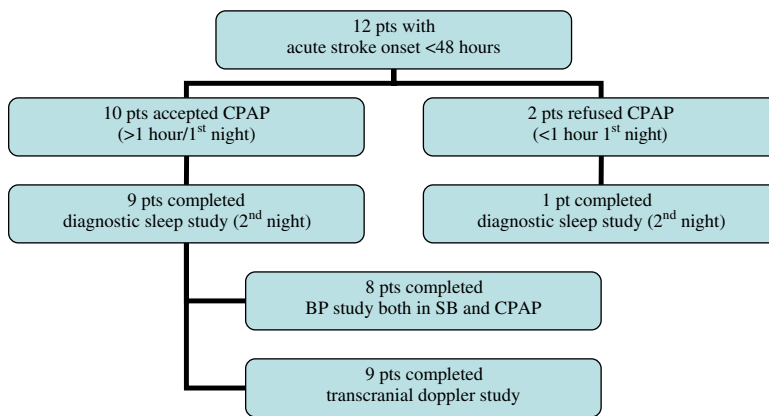 12 pts with
acute stroke onset <48 hours
10 pts accepted CPAP
(>1 hour/1st night)
2 pts refused CPAP
(<1 hour 1st night)
9 pts completed
diagnostic sleep study (2nd night)
1 pt completed
diagnostic sleep study (2nd night)
8 pts completed
BP study both in SB and CPAP
9 pts completed
transcranial doppler study